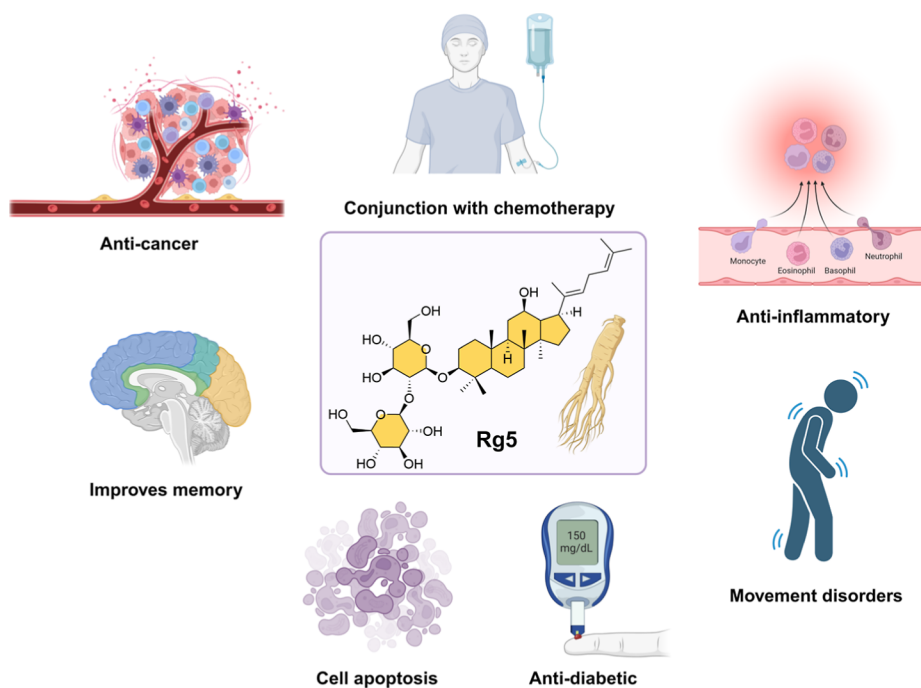 Conjunction with chemotherapy
Anti-cancer
Monocyte
Eosinophil
Basophil
Neutrophil
Anti-inflammatory
OH
OH
HO
O
H
H
HO
O
OH
O
HO
O
OH
HO
OH
Rg5
Improves memory
150
mg/dL
Movement disorders
Cell apoptosis
Anti-diabetic